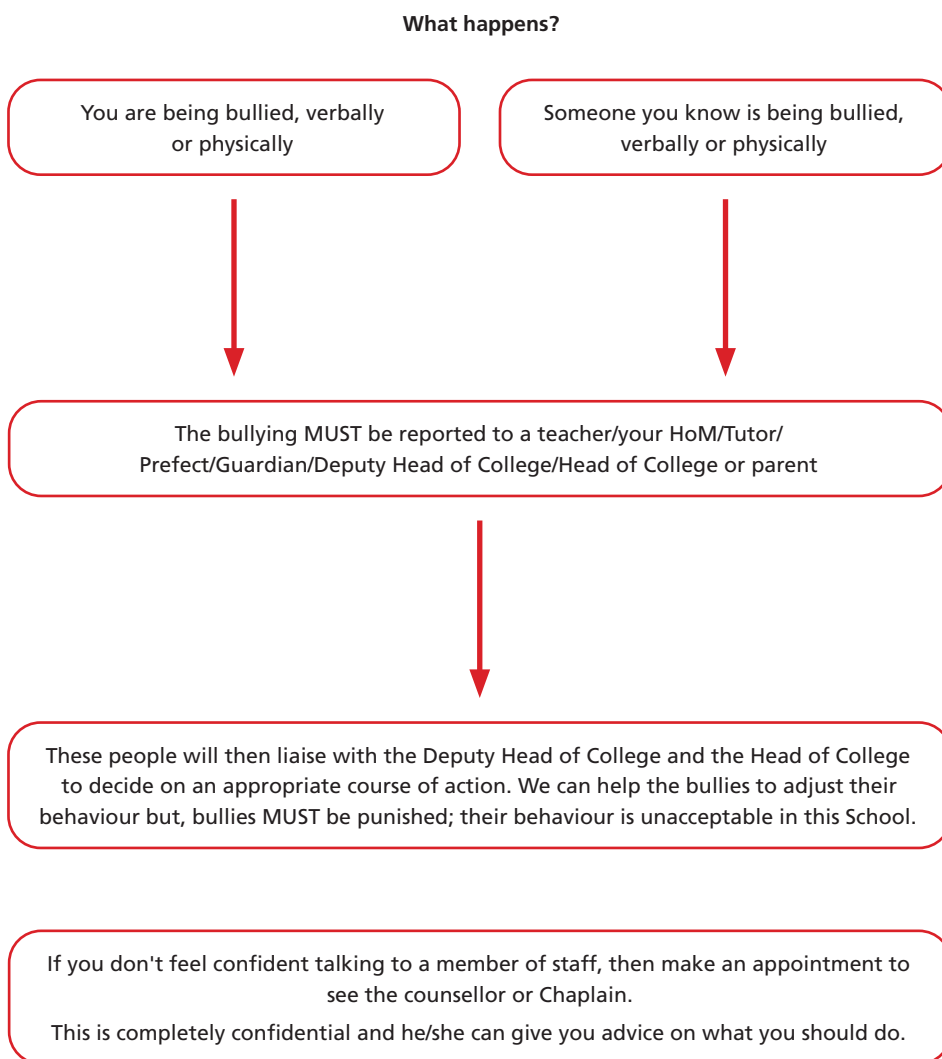 What happens?
You are being bullied, verbally
or physically
Someone you know is being bullied,
verbally or physically
The bullying MUST be reported to a teacher/your HoM/Tutor/
Prefect/Guardian/Deputy Head of College/Head of College or parent
These people will then liaise with the Deputy Head of College and the Head of College
to decide on an appropriate course of action. We can help the bullies to adjust their
behaviour but, bullies MUST be punished; their behaviour is unacceptable in this School.
If you don't feel confident talking to a member of staff, then make an appointment to
see the counsellor or Chaplain.
This is completely confidential and he/she can give you advice on what you should do.